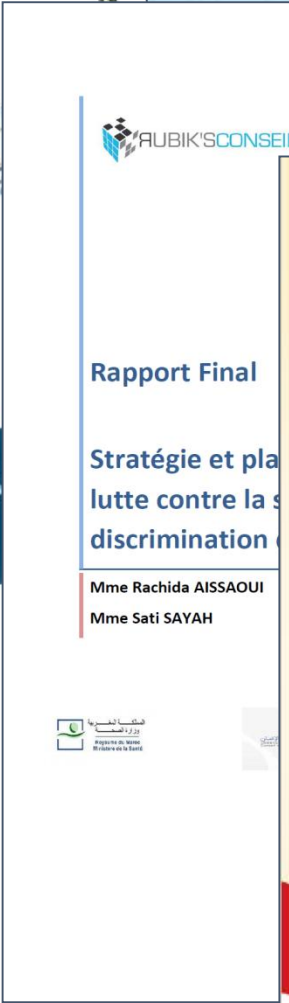 RUBIK'SCONSEI
Rapport Final
Stratégie et pla
lutte contre la s
discrimination
Mme Rachida AISSAOUI
Mme Sati SAYAH
المملكة المغربية
وزارة الصحة
Royaume du Maroc
Ministère de la Santé